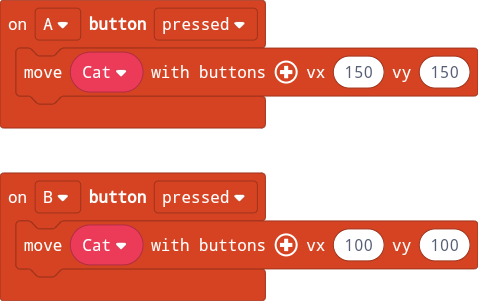 on A button pressed
move Cat with buttons vx 150 vy 150
on B button pressed
move Cat with buttons vx 100 vy 100